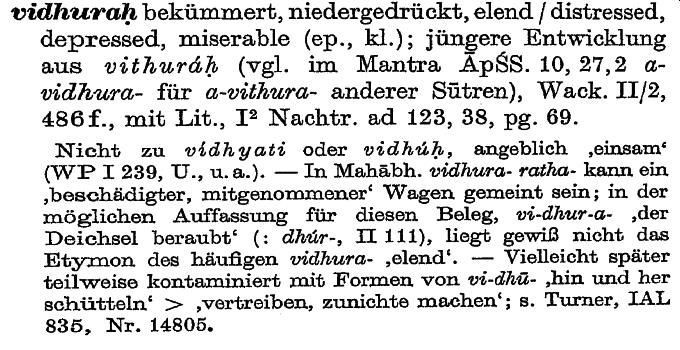 vidhuraḥ bekümmert, niedergedrückt, elend / distressed,
depressed, miserable (ep., kl.); jüngere Entwicklung
aus vithuráḥ (vgl. im Mantra ĀpŚS. 10, 27,2 a-
vidhura- für a-vithura- anderer Sūtren), Wack. II/2,
486f., mit Lit., I² Nachtr. ad 123, 38, pg. 69.
Nicht zu vídhyati oder vidhúḥ, angeblich ‚einsam‘
(WP I 239, U., u.a.). — In Mahābh. vidhura- ratha- kann ein
‚beschädigter, mitgenommener‘ Wagen gemeint sein; in der
möglichen Auffassung für diesen Beleg, vi-dhur-a- ‚der
Deichsel beraubt‘ (: dhúr-, II 111), liegt gewiß nicht das
Etymon des häufigen vidhura- ‚elend‘. — Vielleicht später
teilweise kontaminiert mit Formen von vi-dhū- ‚hin und her
schütteln‘ > ‚vertreiben, zunichte machen‘; s. Turner, IAL
835, Nr. 14805.